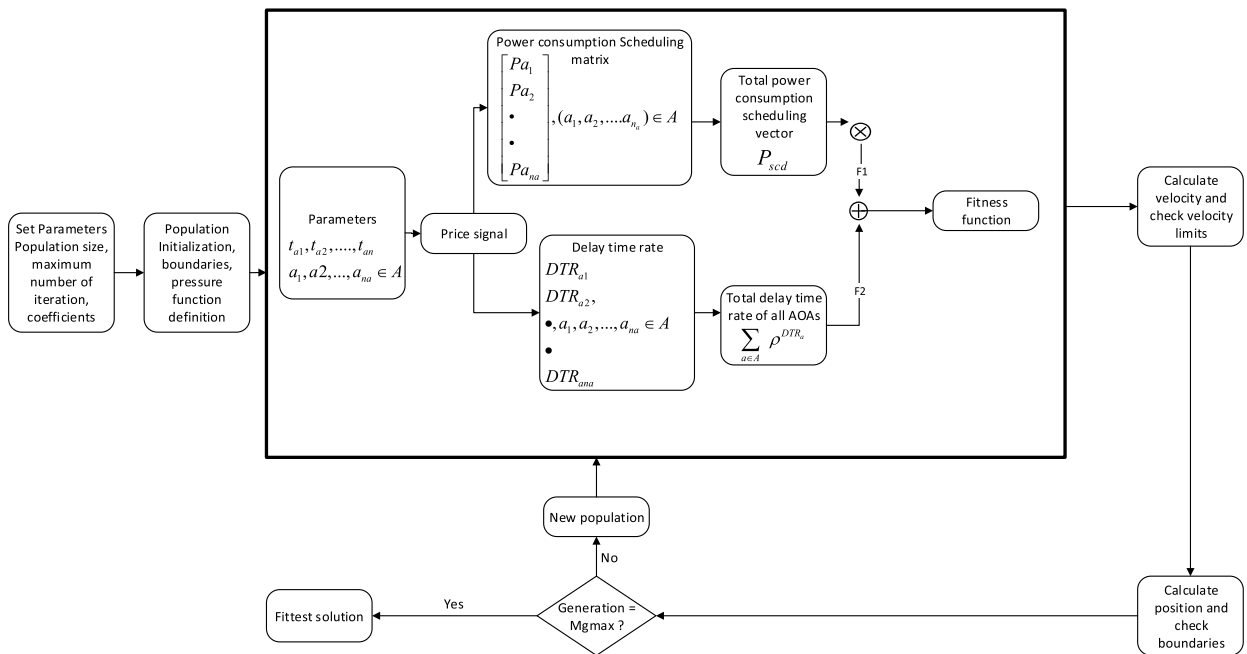 Set Parameters
Population size,
maximum
number of
iteration,
coefficients
Population
Initialization,
boundaries,
pressure
function
definition
Parameters
t_{a1}, t_{a2}, ...., t_{an}
a_1, a2, ..., a_{na} ∈ A
Price signal
Power consumption Scheduling
matrix
Pa_1
Pa_2
•
, (a_1, a_2, ....a_{n_a}) ∈ A
•
Pa_{na}
Total power
consumption
scheduling
vector
P_{scd}
⊗
F1
⊕
Delay time rate
DTR_{a1}
DTR_{a2},
•, a_1, a_2, ..., a_{na} ∈ A
•
DTR_{ana}
Total delay time
rate of all AOAs
∑_{a∈A} ρ^{DTR_a}
F2
Fitness
function
Calculate
velocity and
check velocity
limits
Calculate
position and
check
boundaries
Generation =
Mgmax ?
No
New population
Yes
Fittest solution